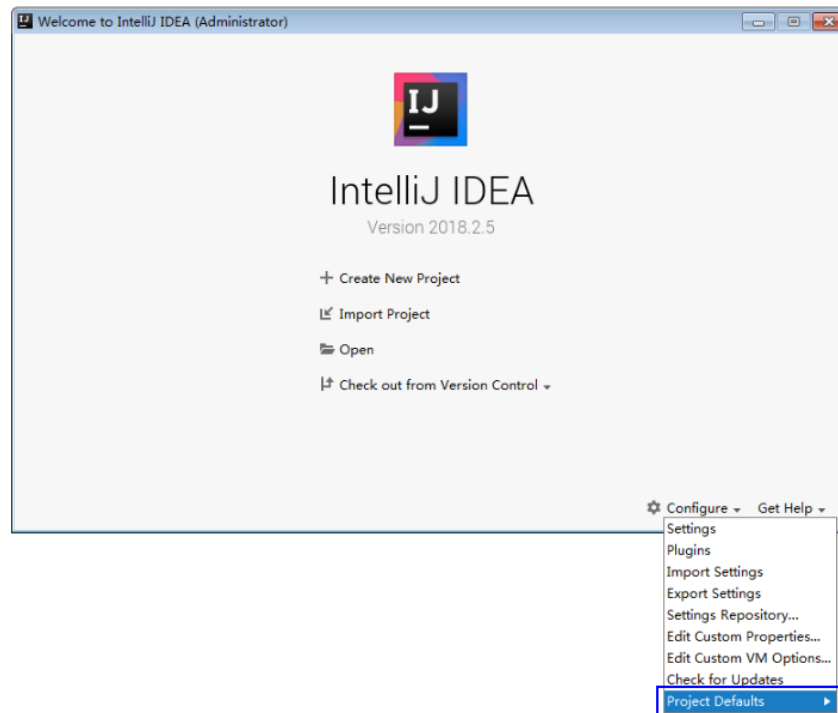 Welcome to IntelliJ IDEA (Administrator)
IJ
IntelliJ IDEA
Version 2018.2.5
Create New Project
Import Project
Open
Check out from Version Control
Configure Get Help
Settings
Plugins
Import Settings
Export Settings
Settings Repository...
Edit Custom Properties...
Edit Custom VM Options...
Check for Updates
Project Defaults